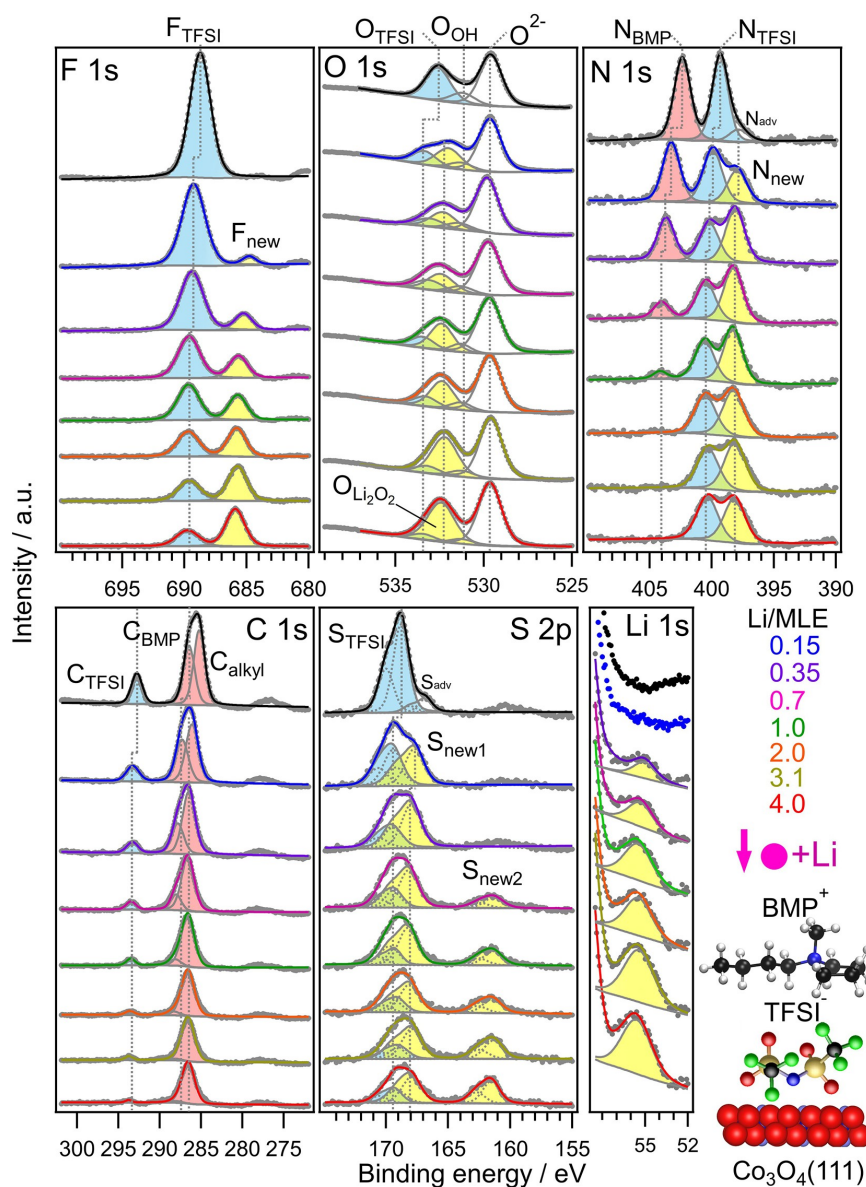 F_TFSI
O_TFSI O_OH O²⁻
N_BMP N_TFSI
F 1s
O 1s
N 1s
N_adv
N_new
F_new
O_Li₂O₂
695 690 685 680
535 530 525
405 400 395 390
Intensity / a.u.
C_BMP C 1s
C_TFSI C_alkyl
S_TFSI S 2p
S_adv
S_new1
S_new2
Li 1s
Li/MLE
0.15
0.35
0.7
1.0
2.0
3.1
4.0
+Li
BMP⁺
TFSI⁻
Co₃O₄(111)
300 295 290 285 280 275
170 165 160 155
55 52
Binding energy / eV